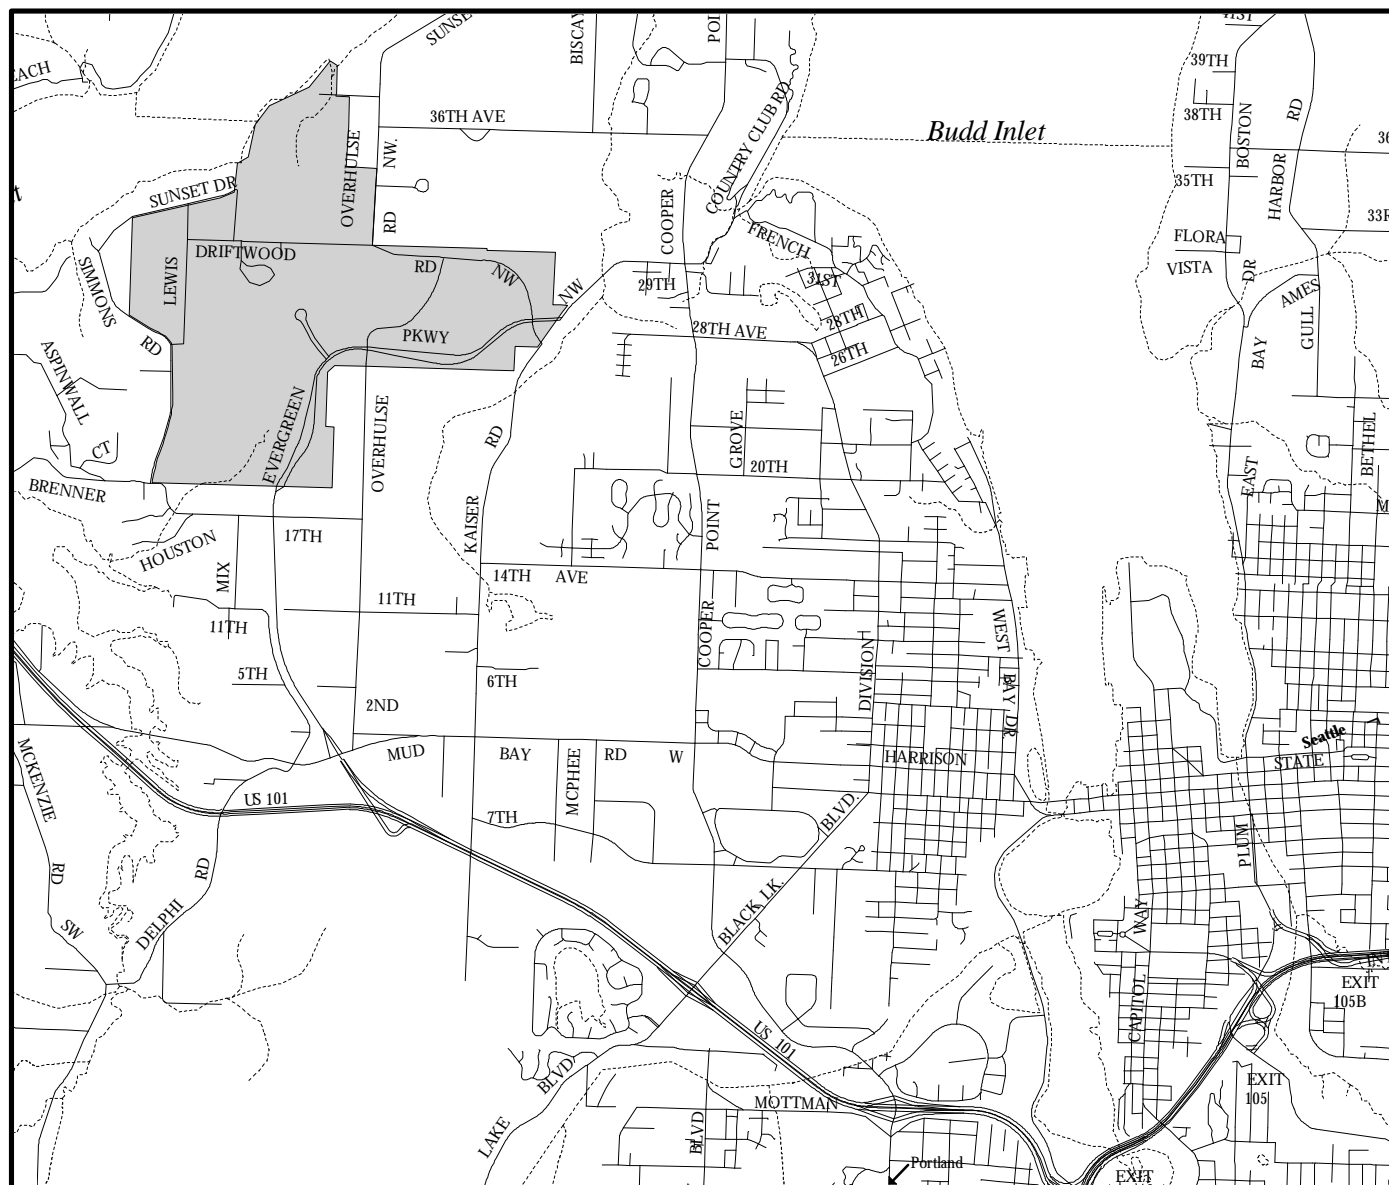 SUNSE
BISCAY
POI
41ST
EACH
39TH
36TH AVE
38TH
BOSTON
HARBOR
RD
Budd Inlet
OVERHULSE
NW.
RD
COUNTRY CLUB RD
36
35TH
SUNSET DR
COOPER
33R
FRENCH
FLORA
VISTA
DR
DRIFTWOOD
RD
NW
NW
SIMMONS
RD
LEWIS
29TH
31ST
AMES
GULL
28TH
28TH AVE
26TH
PKWY
BAY
ASPINWALL
CT
EVERGREEN
OVERHULSE
RD
GROVE
BETHEL
20TH
EAST
BRENNER
M
KAISER
POINT
17TH
HOUSTON
MIX
14TH AVE
11TH
11TH
COOPER
WEST
BAY
DR
DIVISION
5TH
6TH
2ND
MUD
BAY
MCPHEE
RD
W
HARRISON
Seattle
STATE
MCKENZIE
RD
SW
US 101
7TH
BLVD.
BLACK LK.
PLUM
RD
DELPHI
WAY
CAPITOL
EXIT
105B
US 101
BLVD
LAKE
MOTTMAN
BLVD
EXIT
105
Portland
EXIT